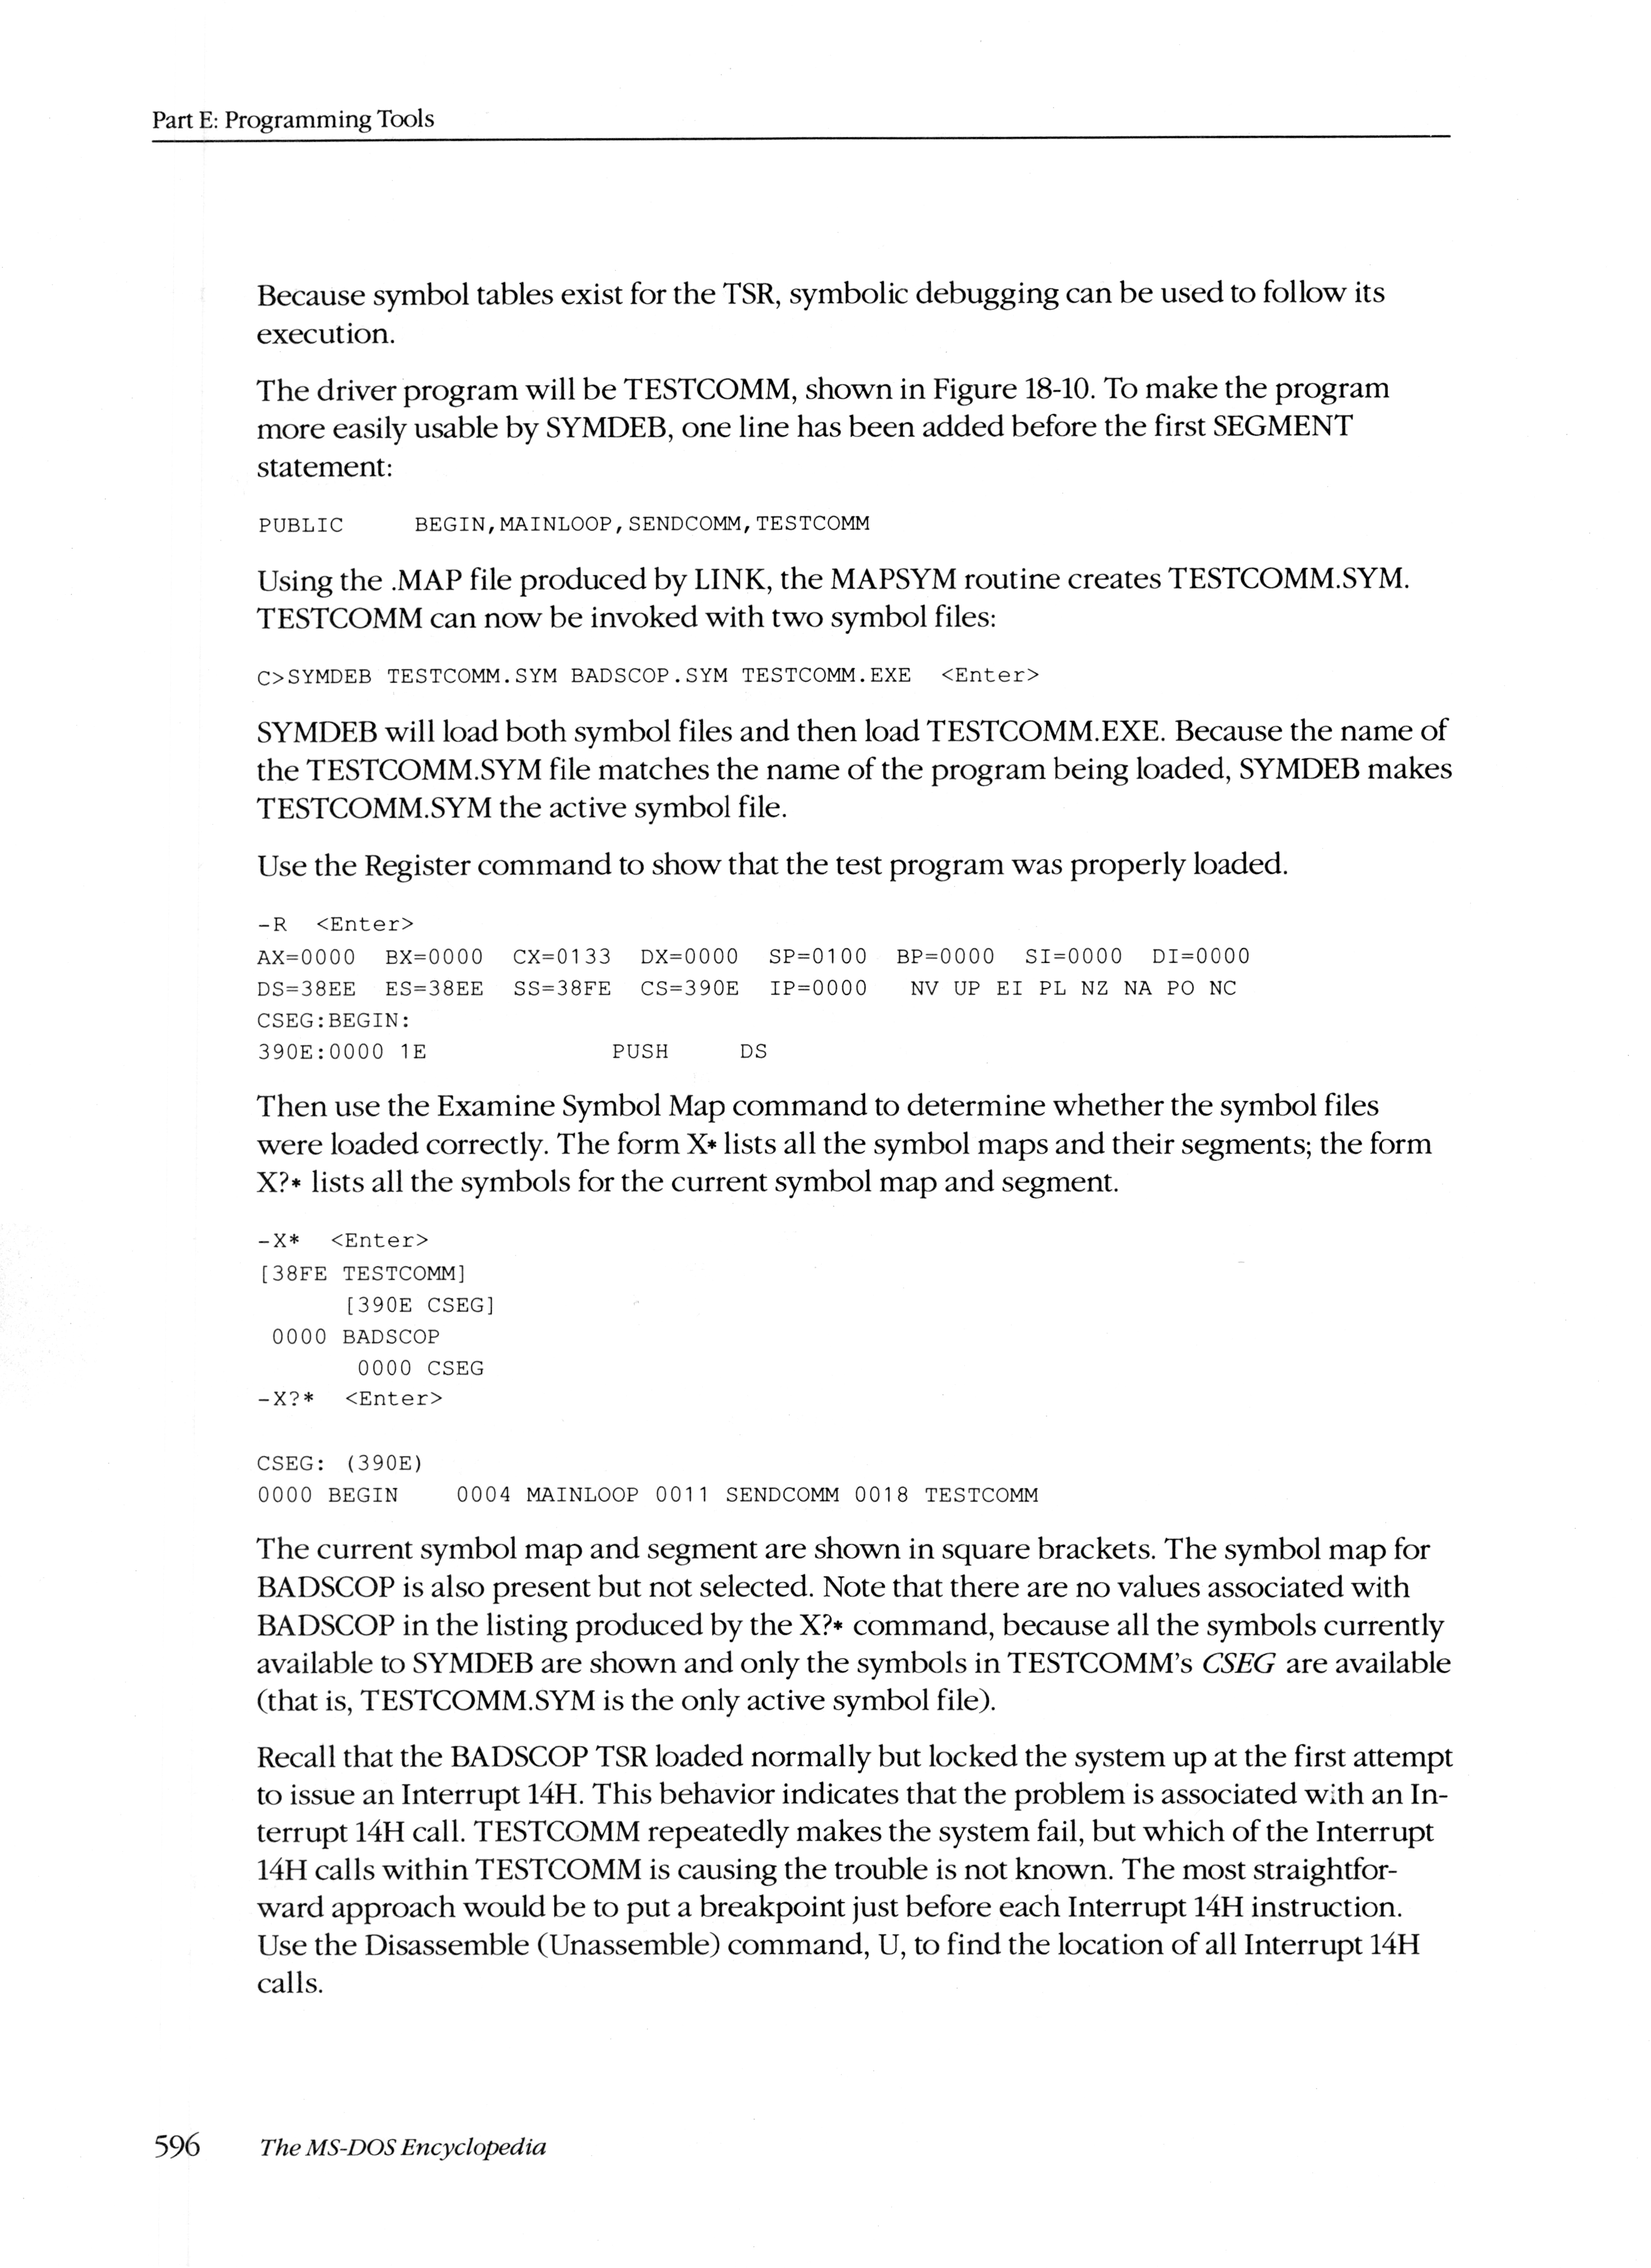 Part E: Programming Tools
Because symbol tables exist for the TSR, symbolic debugging can be used to follow its
execution.
The driver program will be TESTCOMM, shown in Figure 18-10. To make the program
more easily usable by SYMDEB, one line has been added before the first SEGMENT
statement:
PUBLIC     BEGIN,MAINLOOP,SENDCOMM,TESTCOMM
Using the .MAP file produced by LINK, the MAPSYM routine creates TESTCOMM.SYM.
TESTCOMM can now be invoked with two symbol files:
C>SYMDEB TESTCOMM.SYM BADSCOP.SYM TESTCOMM.EXE  <Enter>
SYMDEB will load both symbol files and then load TESTCOMM.EXE. Because the name of
the TESTCOMM.SYM file matches the name of the program being loaded, SYMDEB makes
TESTCOMM.SYM the active symbol file.
Use the Register command to show that the test program was properly loaded.
-R  <Enter>
AX=0000  BX=0000  CX=0133  DX=0000  SP=0100  BP=0000  SI=0000  DI=0000
DS=38EE  ES=38EE  SS=38FE  CS=390E  IP=0000   NV UP EI PL NZ NA PO NC
CSEG:BEGIN:
390E:0000 1E             PUSH     DS
Then use the Examine Symbol Map command to determine whether the symbol files
were loaded correctly. The form X* lists all the symbol maps and their segments; the form
X?* lists all the symbols for the current symbol map and segment.
-X*  <Enter>
[38FE TESTCOMM]
      [390E CSEG]
 0000 BADSCOP
       0000 CSEG
-X?*  <Enter>
CSEG: (390E)
0000 BEGIN    0004 MAINLOOP 0011 SENDCOMM 0018 TESTCOMM
The current symbol map and segment are shown in square brackets. The symbol map for
BADSCOP is also present but not selected. Note that there are no values associated with
BADSCOP in the listing produced by the X?* command, because all the symbols currently
available to SYMDEB are shown and only the symbols in TESTCOMM's CSEG are available
(that is, TESTCOMM.SYM is the only active symbol file).
Recall that the BADSCOP TSR loaded normally but locked the system up at the first attempt
to issue an Interrupt 14H. This behavior indicates that the problem is associated with an In-
terrupt 14H call. TESTCOMM repeatedly makes the system fail, but which of the Interrupt
14H calls within TESTCOMM is causing the trouble is not known. The most straightfor-
ward approach would be to put a breakpoint just before each Interrupt 14H instruction.
Use the Disassemble (Unassemble) command, U, to find the location of all Interrupt 14H
calls.
596     The MS-DOS Encyclopedia